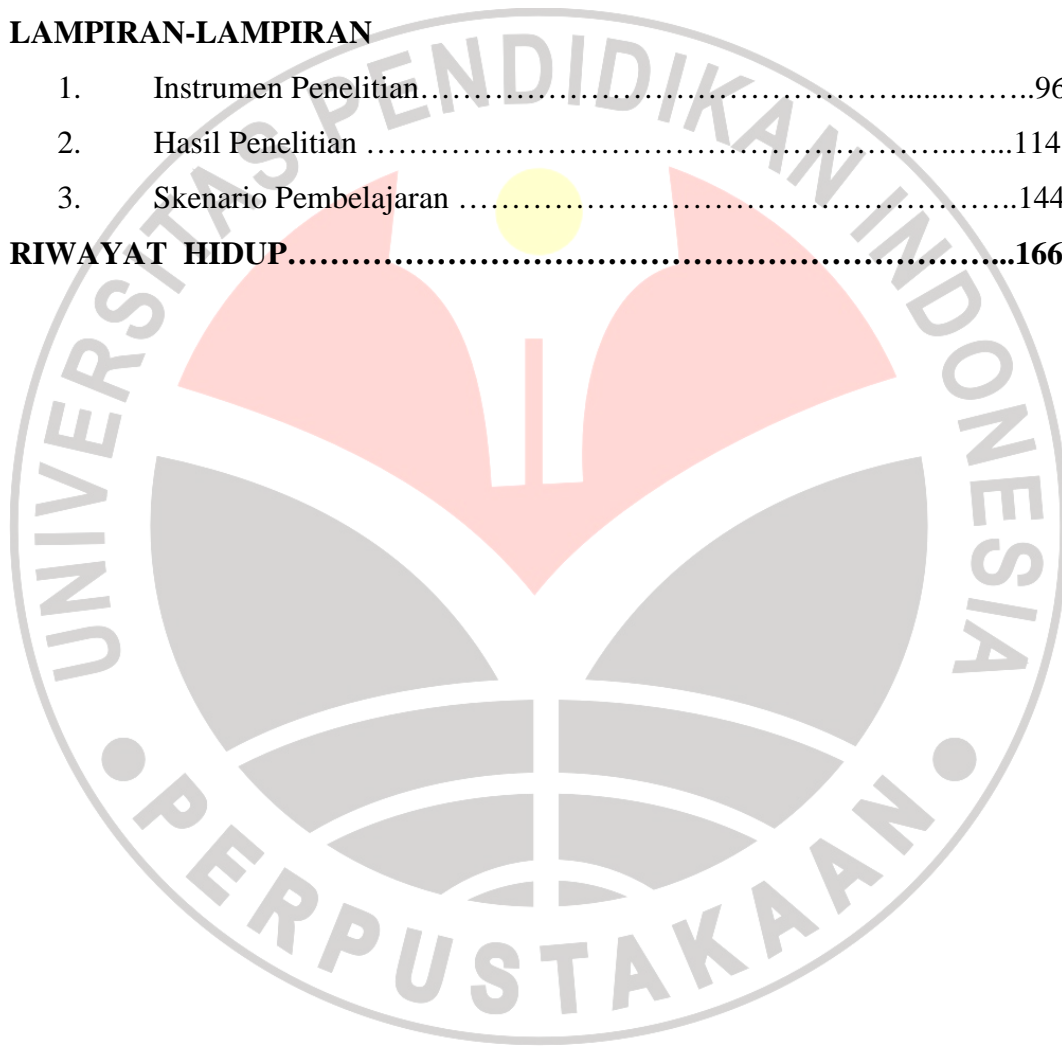 LAMPIRAN-LAMPIRAN
1. Instrumen Penelitian……………………………………………......……..96
2. Hasil Penelitian ………………………………………………….…...114
3. Skenario Pembelajaran …………………………………………………..144
RIWAYAT HIDUP…………………………………………………………...166
UNIVERSITAS PENDIDIKAN INDONESIA
PERPUSTAKAAN